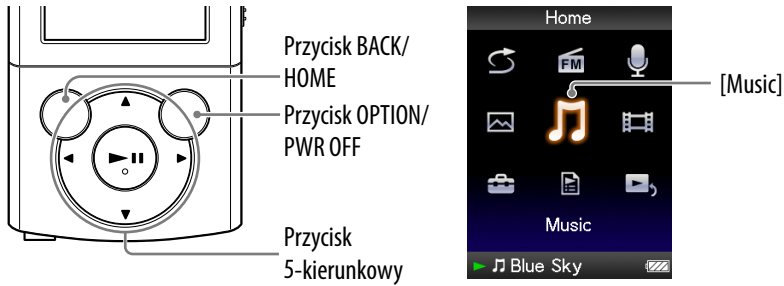 Przycisk BACK/
HOME
Przycisk OPTION/
PWR OFF
Przycisk
5-kierunkowy
Home
FM
[Music]
Music
Blue Sky